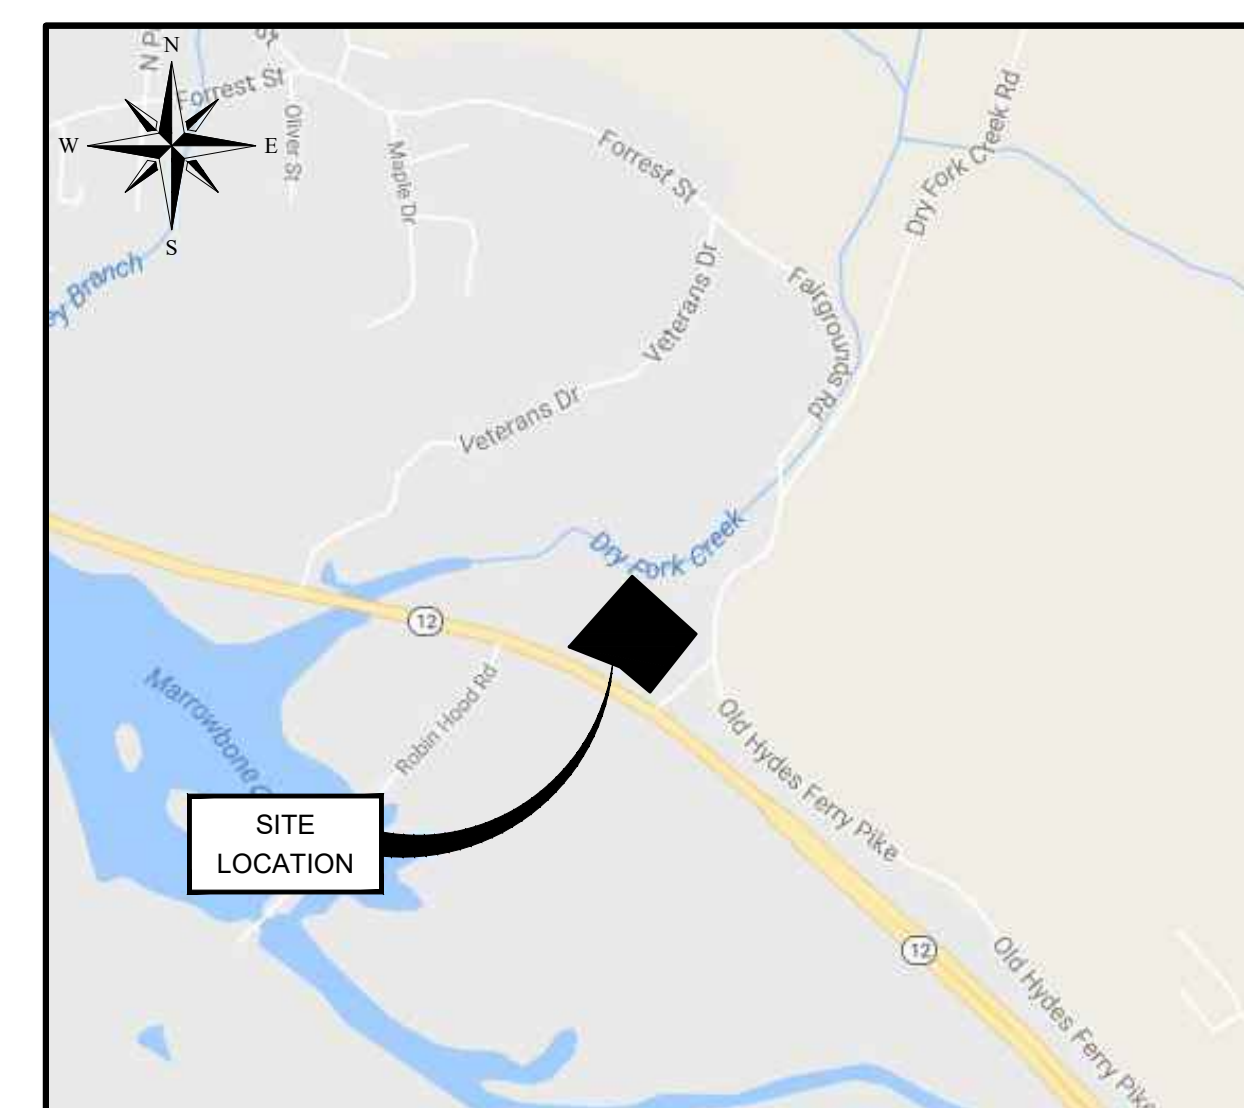 N
Forrest St
W
E
Oliver St
Maple Dr
S
Forrest St
Dry Fork Creek Rd
Veterans Dr
Fairgrounds Rd
Branch
Veterans Dr
Dry Fork Creek
12
Marrowbone
Robin Hood Rd
Old Hydes Ferry Pike
SITE
LOCATION
12
Old Hydes Ferry Pike